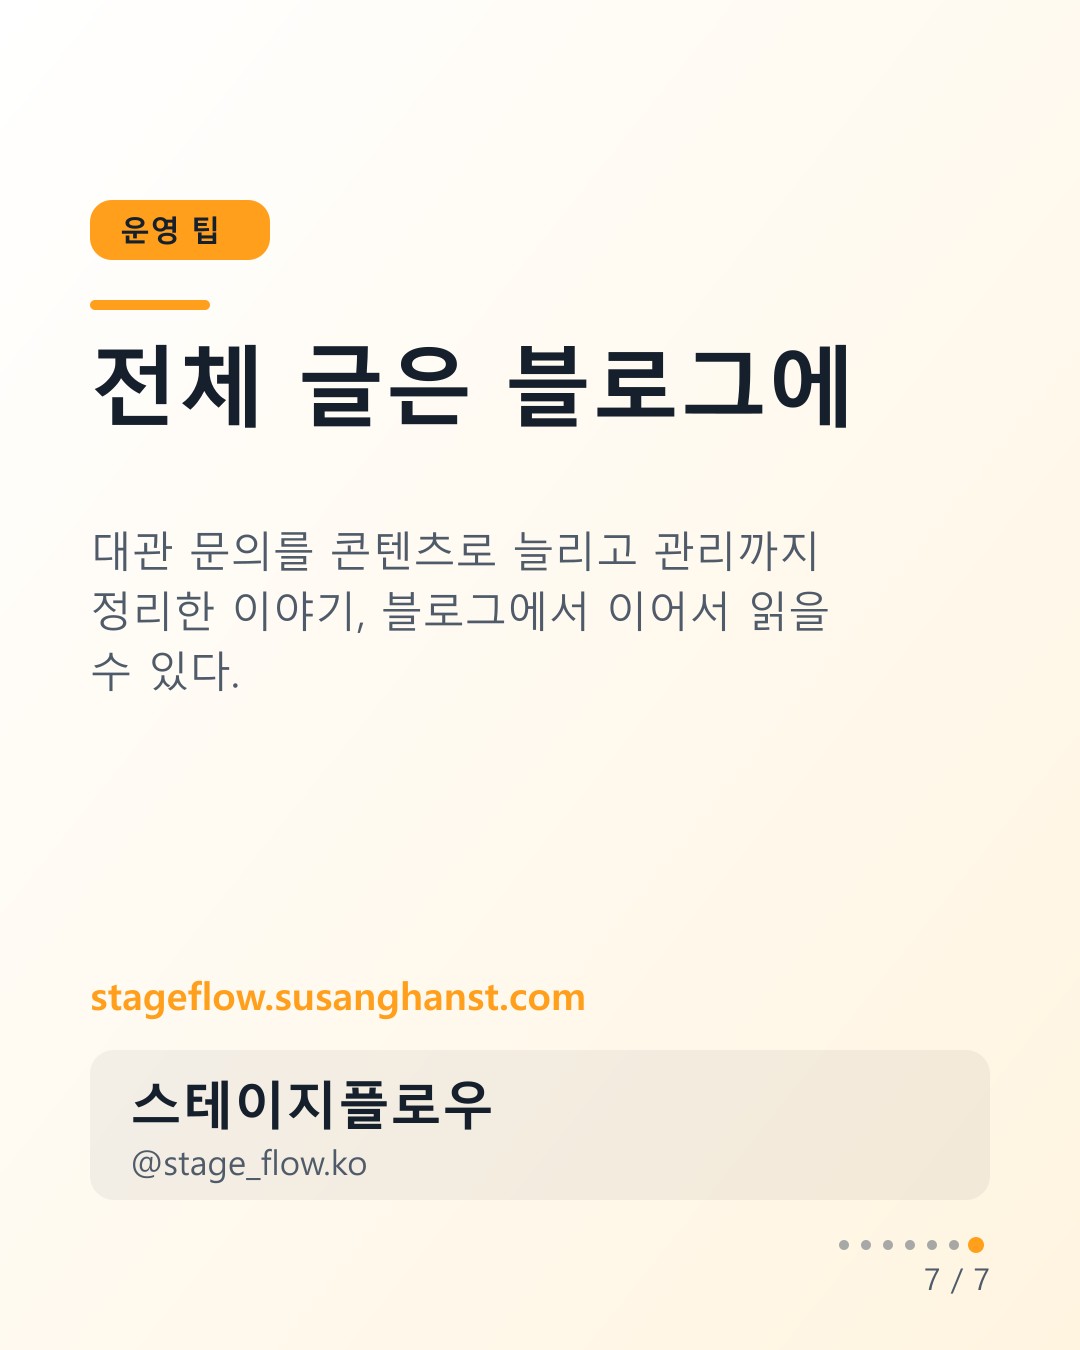 운영 팁
전체 글은 블로그에
대관 문의를 콘텐츠로 늘리고 관리까지
정리한 이야기, 블로그에서 이어서 읽을
수 있다.
stageflow.susanghanst.com
스테이지플로우
@stage_flow.ko
7 / 7